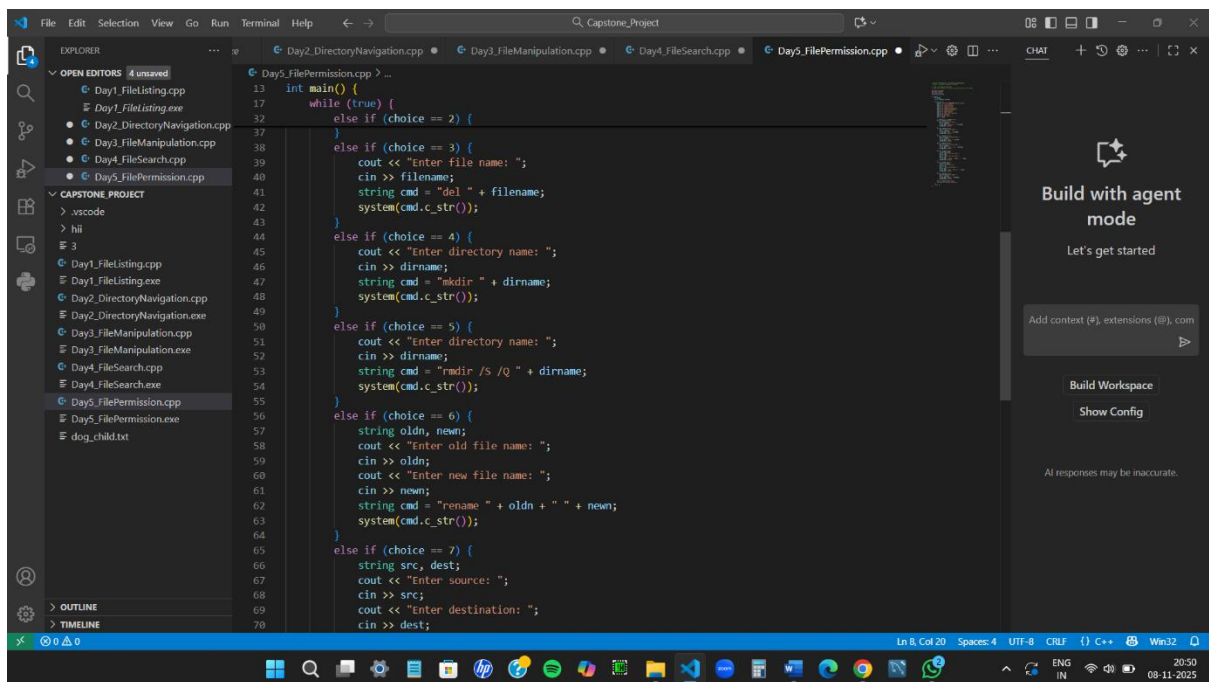 File Edit Selection View Go Run Terminal Help
Capstone_Project
EXPLORER
OPEN EDITORS 4 unsaved
Day1_FileListing.cpp
Day1_FileListing.exe
Day2_DirectoryNavigation.cpp
Day3_FileManipulation.cpp
Day4_FileSearch.cpp
Day5_FilePermission.cpp
CAPSTONE_PROJECT
.vscode
hii
3
Day1_FileListing.cpp
Day1_FileListing.exe
Day2_DirectoryNavigation.cpp
Day2_DirectoryNavigation.exe
Day3_FileManipulation.cpp
Day3_FileManipulation.exe
Day4_FileSearch.cpp
Day4_FileSearch.exe
Day5_FilePermission.cpp
Day5_FilePermission.exe
dog_child.txt
OUTLINE
TIMELINE
Day2_DirectoryNavigation.cpp Day3_FileManipulation.cpp Day4_FileSearch.cpp Day5_FilePermission.cpp
Day5_FilePermission.cpp > ...
13 int main() {
17 while (true) {
32 else if (choice == 2) {
37 }
38 else if (choice == 3) {
39 cout << "Enter file name: ";
40 cin >> filename;
41 string cmd = "del " + filename;
42 system(cmd.c_str());
43 }
44 else if (choice == 4) {
45 cout << "Enter directory name: ";
46 cin >> dirname;
47 string cmd = "mkdir " + dirname;
48 system(cmd.c_str());
49 }
50 else if (choice == 5) {
51 cout << "Enter directory name: ";
52 cin >> dirname;
53 string cmd = "rmdir /S /Q " + dirname;
54 system(cmd.c_str());
55 }
56 else if (choice == 6) {
57 string oldn, newn;
58 cout << "Enter old file name: ";
59 cin >> oldn;
60 cout << "Enter new file name: ";
61 cin >> newn;
62 string cmd = "rename " + oldn + " " + newn;
63 system(cmd.c_str());
64 }
65 else if (choice == 7) {
66 string src, dest;
67 cout << "Enter source: ";
68 cin >> src;
69 cout << "Enter destination: ";
70 cin >> dest;
CHAT
Build with agent
mode
Let's get started
Add context (#), extensions (@), com
Build Workspace
Show Config
AI responses may be inaccurate.
0 0 Ln 8, Col 20 Spaces: 4 UTF-8 CRLF {} C++ Win32
ENG
IN
20:50
08-11-2025